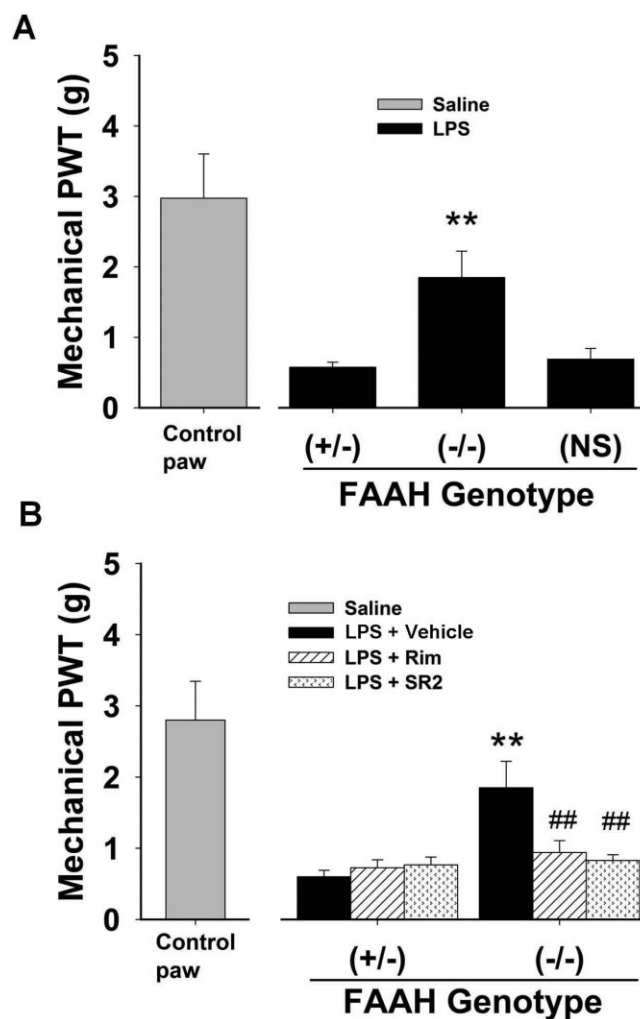 A
Mechanical PWT (g)
5
4
3
2
1
0
Saline
LPS
**
Control
paw
(+/-)
(-/-)
(NS)
FAAH Genotype
B
Mechanical PWT (g)
5
4
3
2
1
0
Saline
LPS + Vehicle
LPS + Rim
LPS + SR2
**
##
##
Control
paw
(+/-)
(-/-)
FAAH Genotype